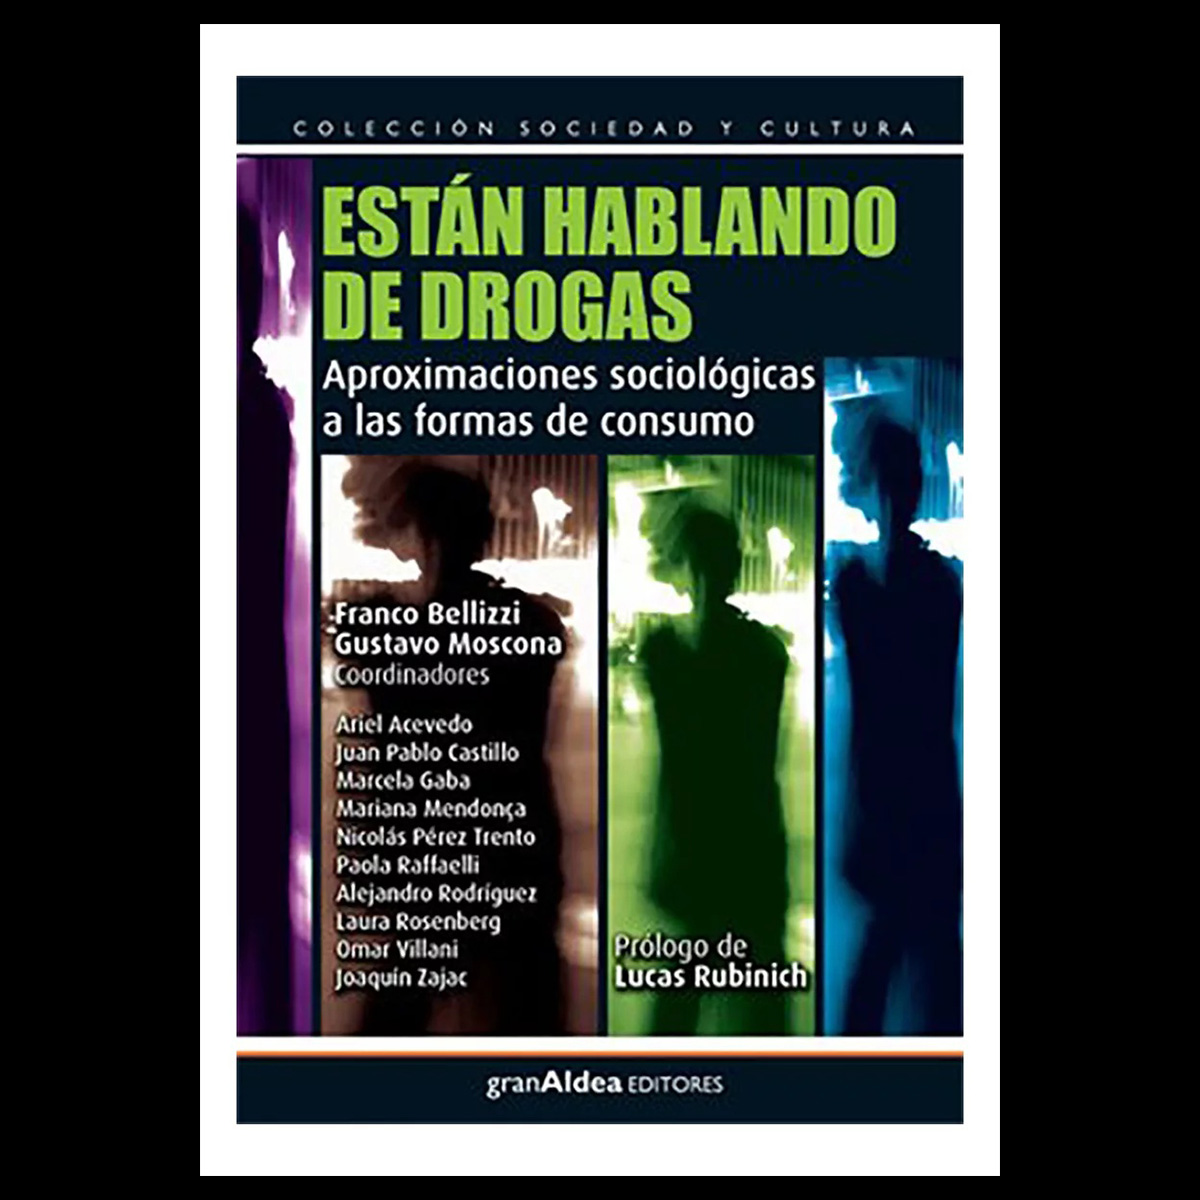 COLECCIÓN SOCIEDAD Y CULTURA
ESTÁN HABLANDO
DE DROGAS
Aproximaciones sociológicas
a las formas de consumo
Franco Bellizzi
Gustavo Moscona
Coordinadores
Ariel Acevedo
Juan Pablo Castillo
Marcela Gaba
Mariana Mendonça
Nicolás Pérez Trento
Paola Raffaelli
Alejandro Rodríguez
Laura Rosenberg
Omar Villani
Joaquín Zajac
Prólogo de
Lucas Rubinich
granAldea EDITORES